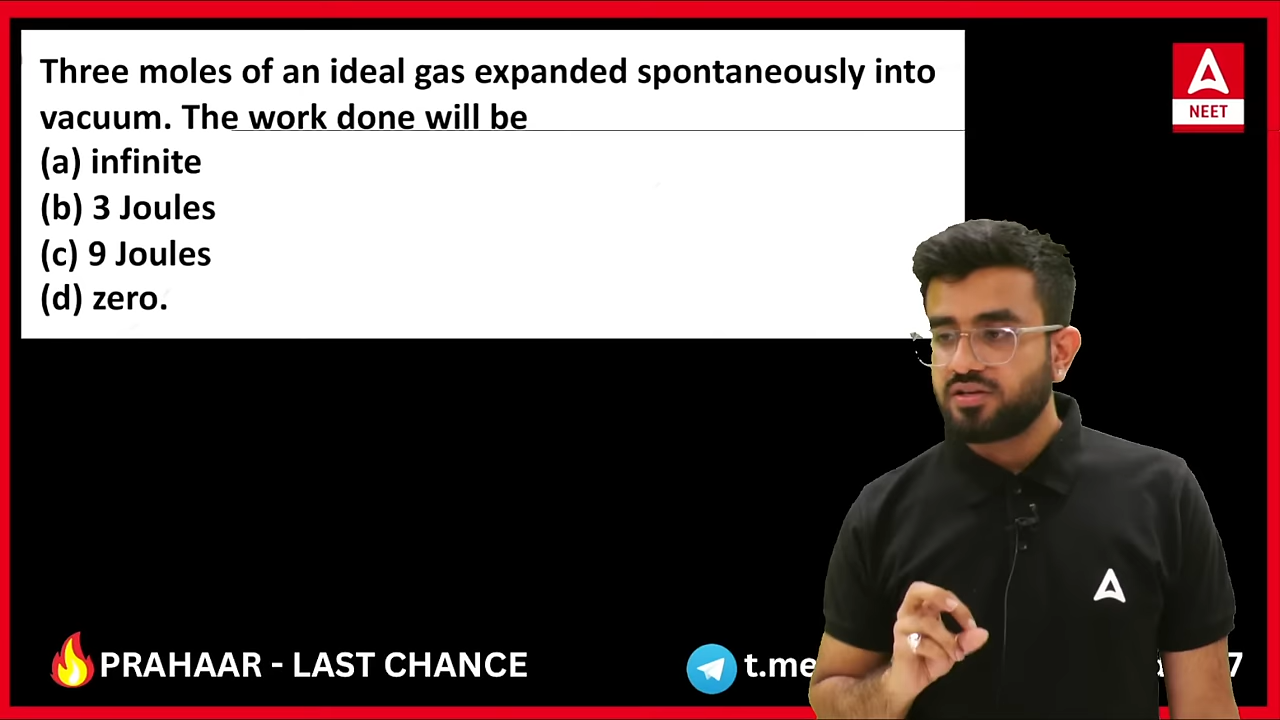 Three moles of an ideal gas expanded spontaneously into
vacuum. The work done will be
(a) infinite
(b) 3 Joules
(c) 9 Joules
(d) zero.
NEET
PRAHAAR - LAST CHANCE
t.me
7